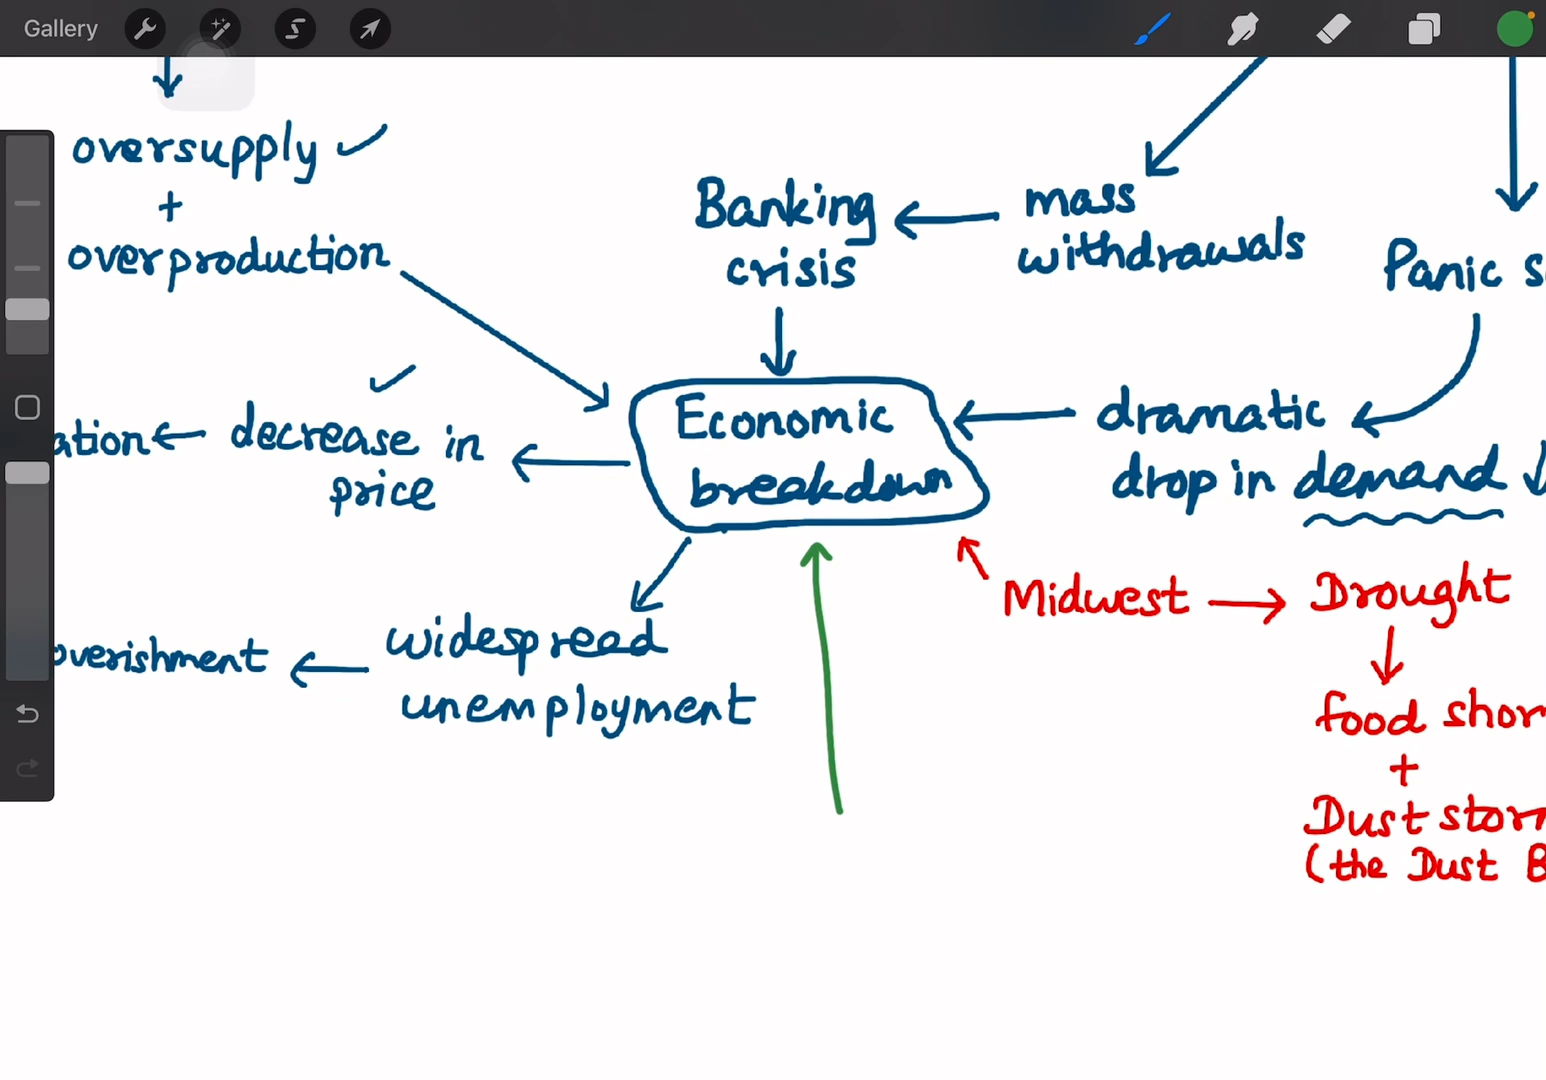 Gallery
oversupply
+
overproduction
Banking
crisis
mass
withdrawals
Panic s
Economic
breakdown
dramatic
drop in demand
ation
decrease in
price
widespread
unemployment
overishment
Midwest
Drought
food shor
+
Dust stor
(the Dust B